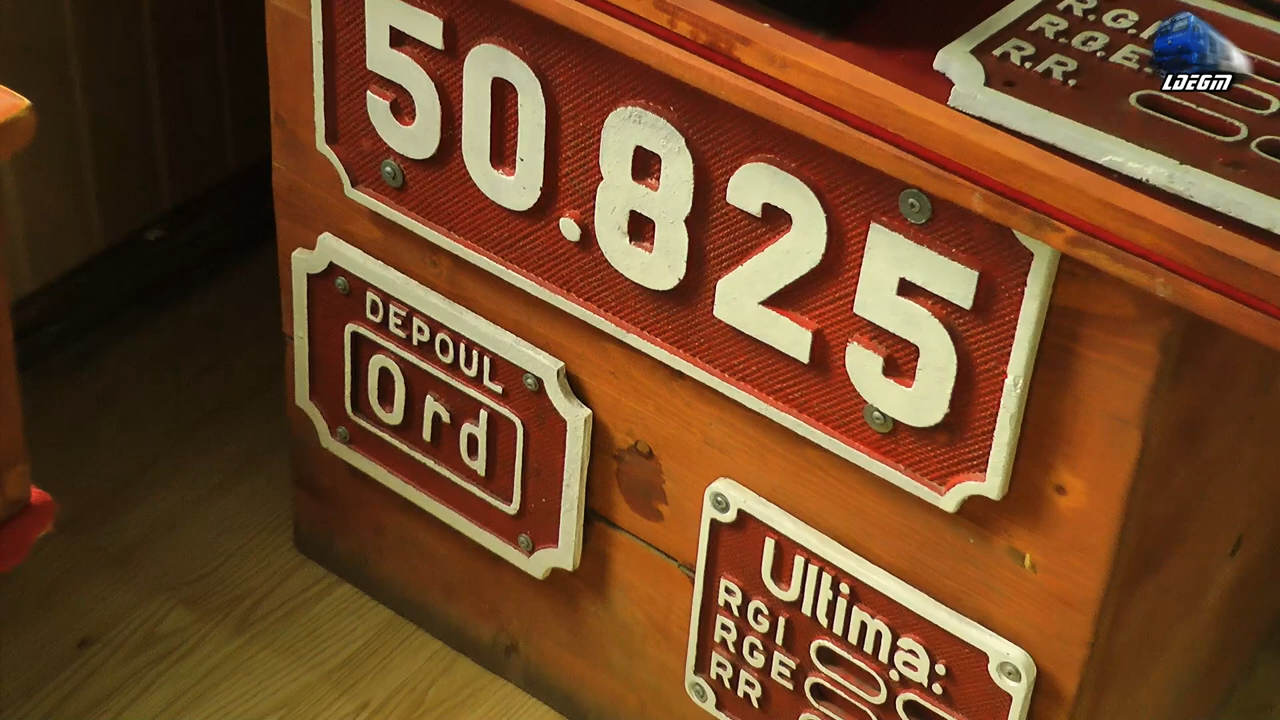 50.825
R.G.I
R.G.E.
R.R.
LDEGM
DEPOUL
Ord
Ultima:
RGI
RGE
RR